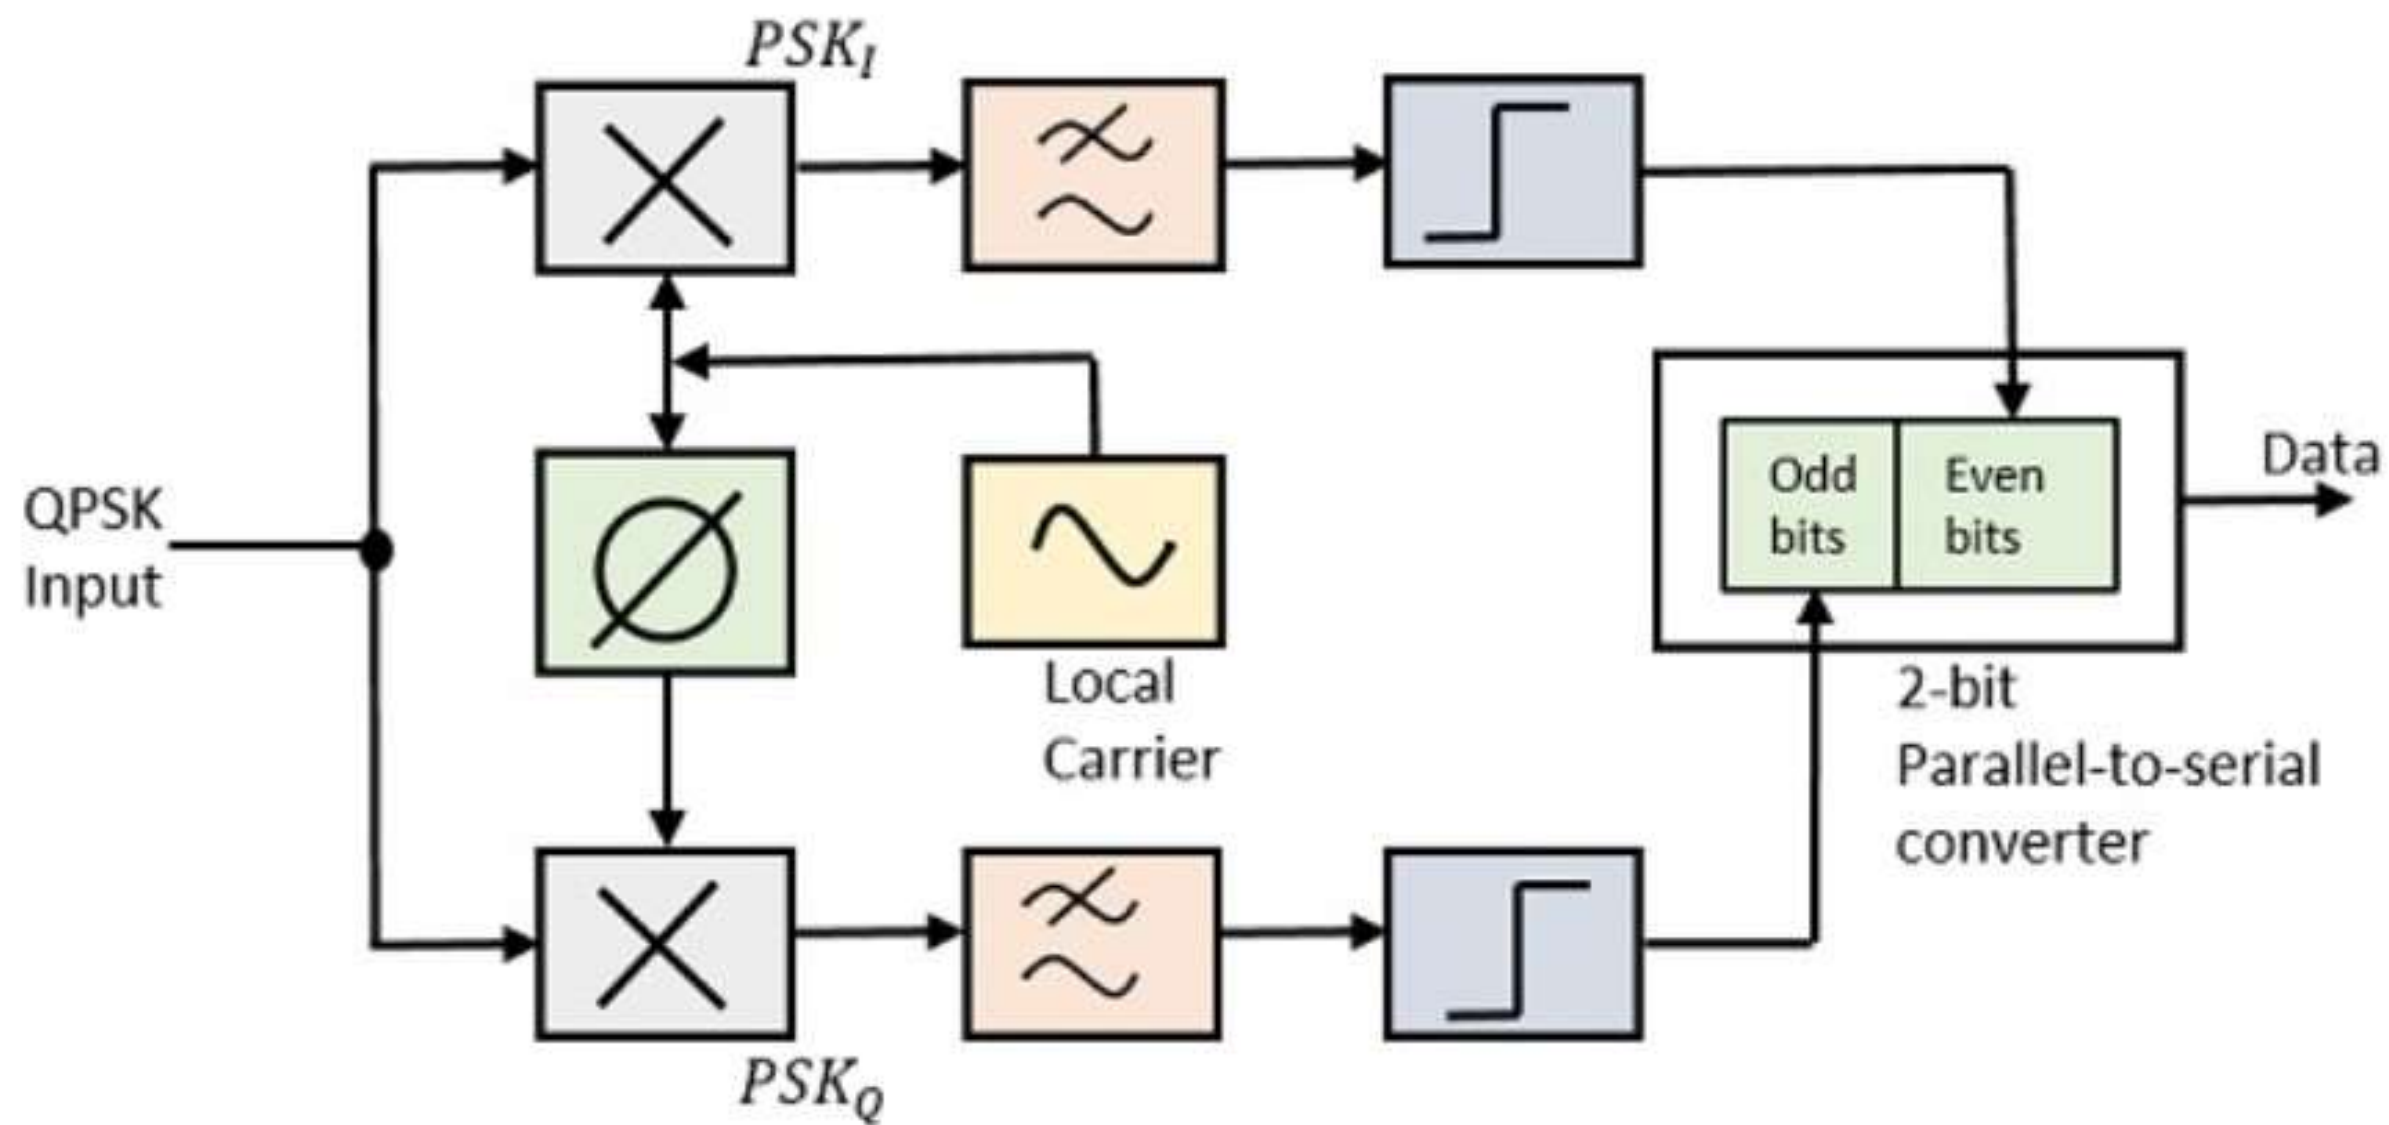 PSK_I
QPSK
Input
Local
Carrier
Odd
bits
Even
bits
Data
2-bit
Parallel-to-serial
converter
PSK_Q